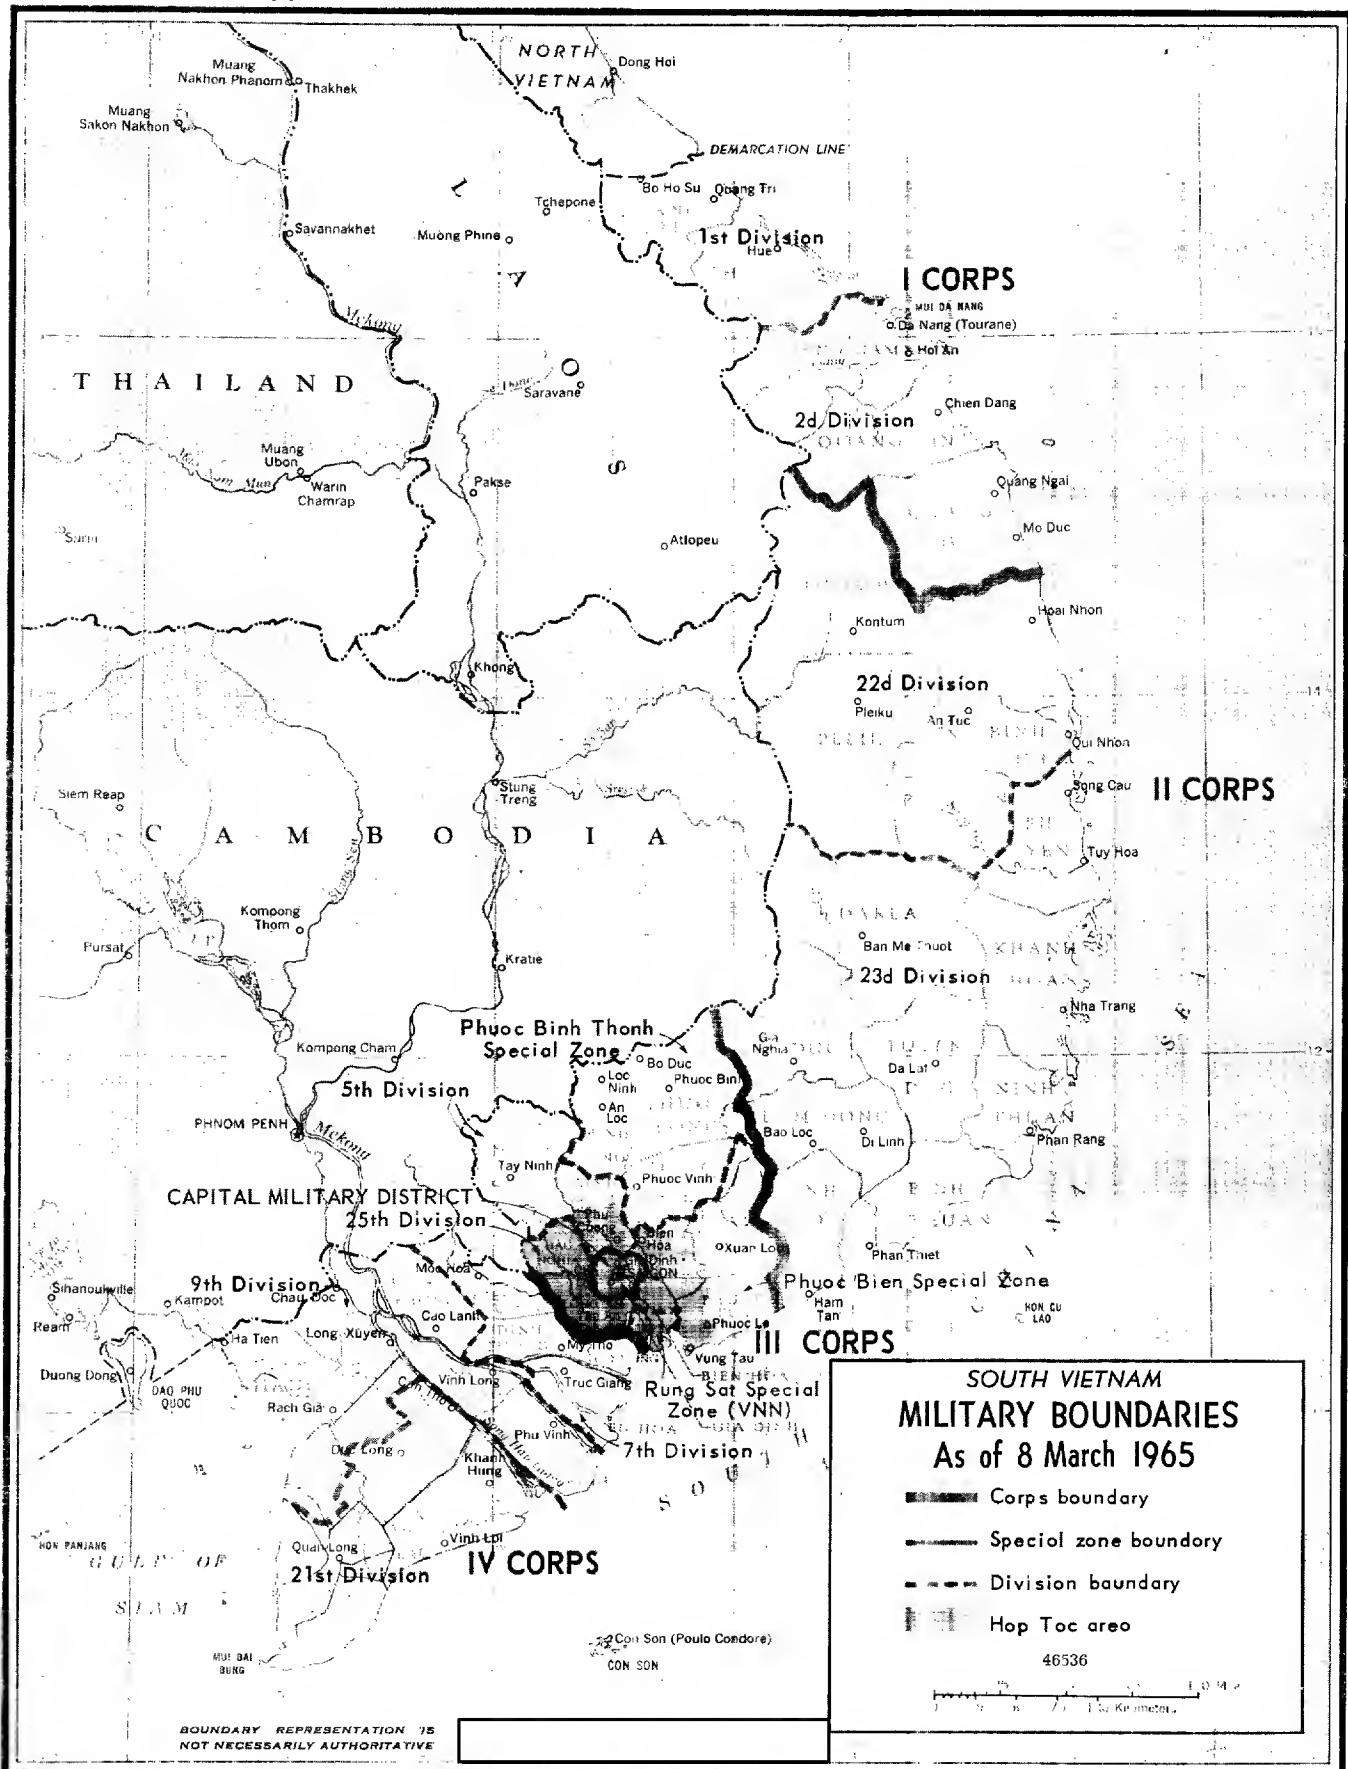 NORTH
VIETNAM
Dong Hoi
Muang
Nakhon Phanom
Thakhek
Muang
Sakon Nakhon
DEMARCATION LINE
Bo Ho Su
Quang Tri
Tchepone
Savannakhet
Muong Phine
1st Division
Hue
L A O S
I CORPS
MUI DA NANG
Da Nang (Tourane)
Hoi An
Mekong
THAILAND
Saravane
Chien Dang
2d Division
Muang
Ubon
Warin
Chamrap
Pakse
Quang Ngai
Mo Duc
Surin
Attopeu
Hoai Nhon
Kontum
Khong
22d Division
Pleiku
An Tuc
Qui Nhon
Siem Reap
Stung
Treng
Song Cau
II CORPS
CAMBODIA
Tuy Hoa
Kompong
Thom
Pursat
Kratie
Ban Me Thuot
KHANH
23d Division
Nha Trang
Phuoc Binh Thonh
Special Zone
Kompong Cham
Bo Duc
Loc
Ninh
Phuoc Binh
Gia
Nghia
Da Lat
12
5th Division
An
Loc
NINH
THUAN
PHNOM PENH
Mekong
Bao Loc
Di Linh
Phan Rang
Tay Ninh
Phuoc Vinh
CAPITAL MILITARY DISTRICT
25th Division
Bien
Hoa
Xuan Loc
Phan Thiet
Moc Hoa
9th Division
Chau Doc
Phuoc Bien Special Zone
Sihanoukville
Kampot
Ream
Cao Lanh
Ham
Tan
HON CU
LAO
Ha Tien
Long Xuyen
Phuoc Le
III CORPS
My Tho
Vung Tau
Duong Dong
DAO PHU
QUOC
Vinh Long
Truc Giang
Rung Sat Special
Zone (VNN)
Rach Gia
Phu Vinh
7th Division
Duc Long
Khanh
Hung
HON PANJANG
GULF OF
SIAM
Quan Long
Vinh Loi
21st Division
IV CORPS
Con Son (Poulo Condore)
CON SON
MUI BAI
BUNG
SOUTH VIETNAM
MILITARY BOUNDARIES
As of 8 March 1965
Corps boundary
Speciol zone boundary
Division baundary
Hop Toc areo
46536
BOUNDARY REPRESENTATION IS
NOT NECESSARILY AUTHORITATIVE